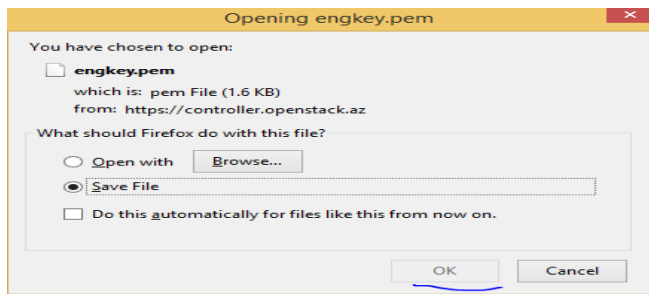 Opening engkey.pem
You have chosen to open:
engkey.pem
which is: pem File (1.6 KB)
from: https://controller.openstack.az
What should Firefox do with this file?
Open with Browse...
Save File
Do this automatically for files like this from now on.
OK Cancel